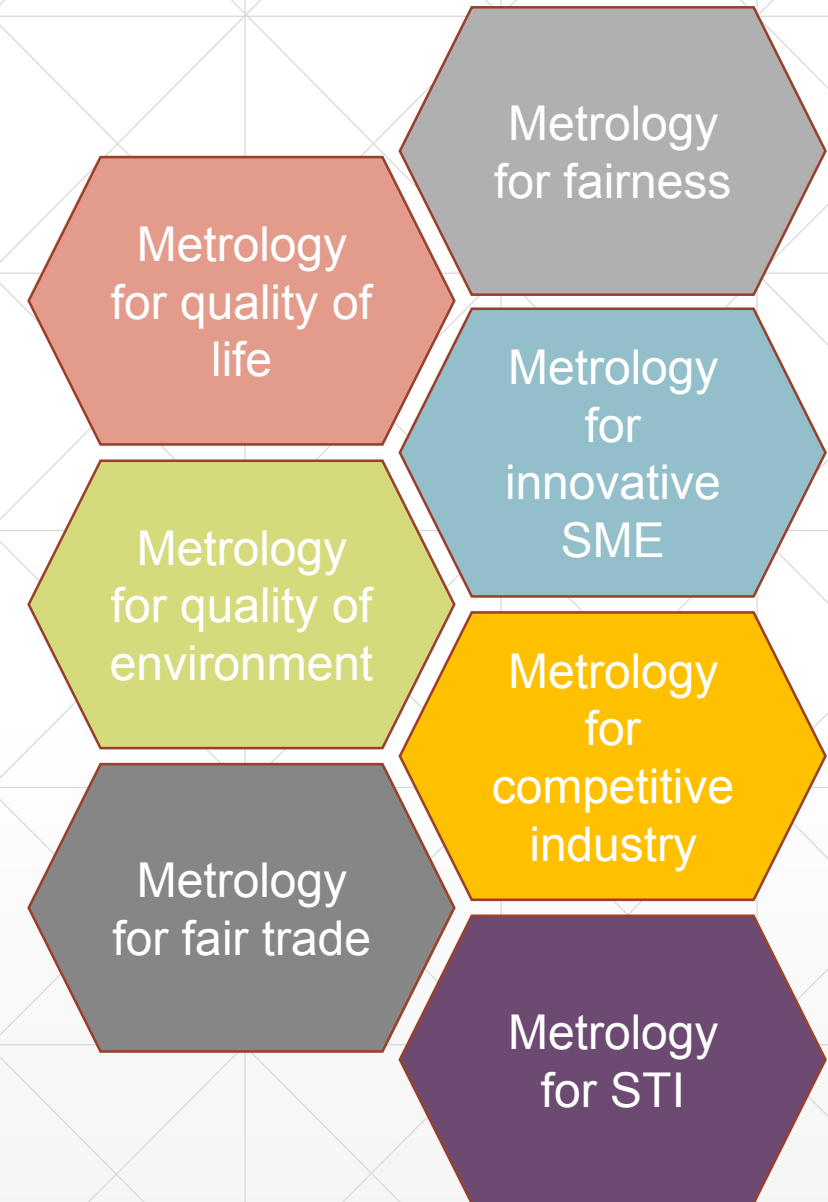 Metrology
for fairness
Metrology
for quality of
life
Metrology
for
innovative
SME
Metrology
for quality of
environment
Metrology
for
competitive
industry
Metrology
for fair trade
Metrology
for STI